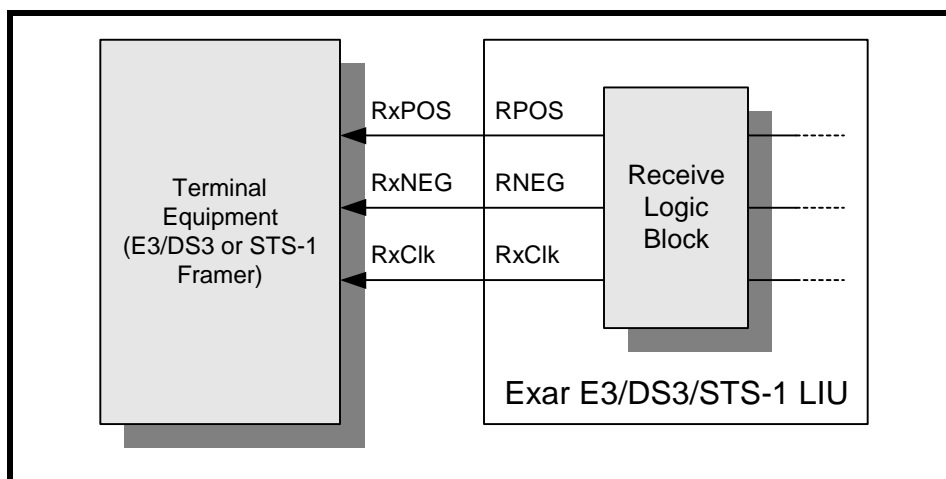 RxPOS
RPOS
RxNEG
RNEG
RxClk
RxClk
Terminal
Equipment
(E3/DS3 or STS-1
Framer)
Receive
Logic
Block
Exar E3/DS3/STS-1 LIU